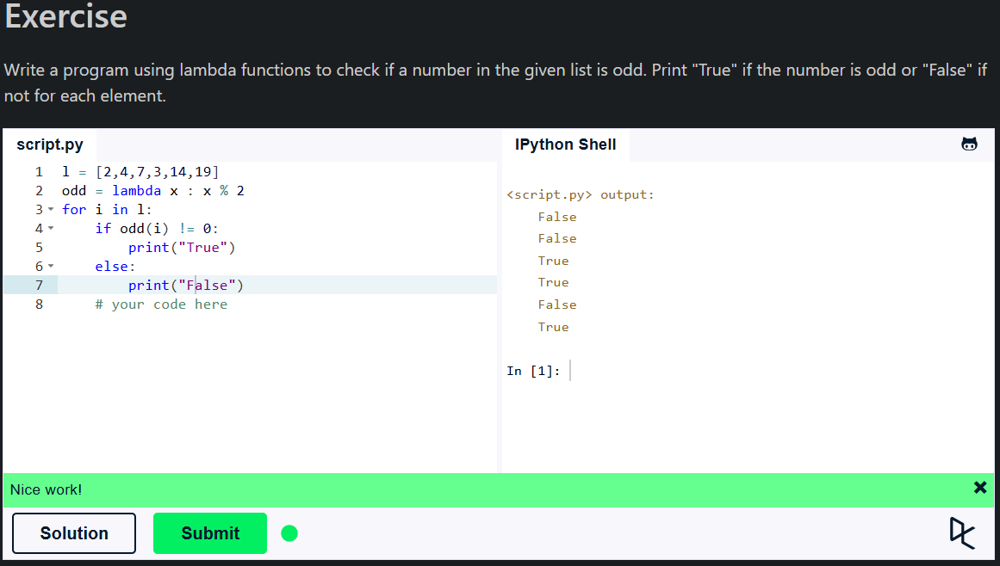 Exercise
Write a program using lambda functions to check if a number in the given list is odd. Print "True" if the number is odd or "False" if
not for each element.
script.py
1 l = [2,4,7,3,14,19]
2 odd = lambda x : x % 2
3 for i in l:
4     if odd(i) != 0:
5         print("True")
6     else:
7         print("False")
8     # your code here
IPython Shell
<script.py> output:
    False
    False
    True
    True
    False
    True
In [1]:
Nice work!
Solution
Submit